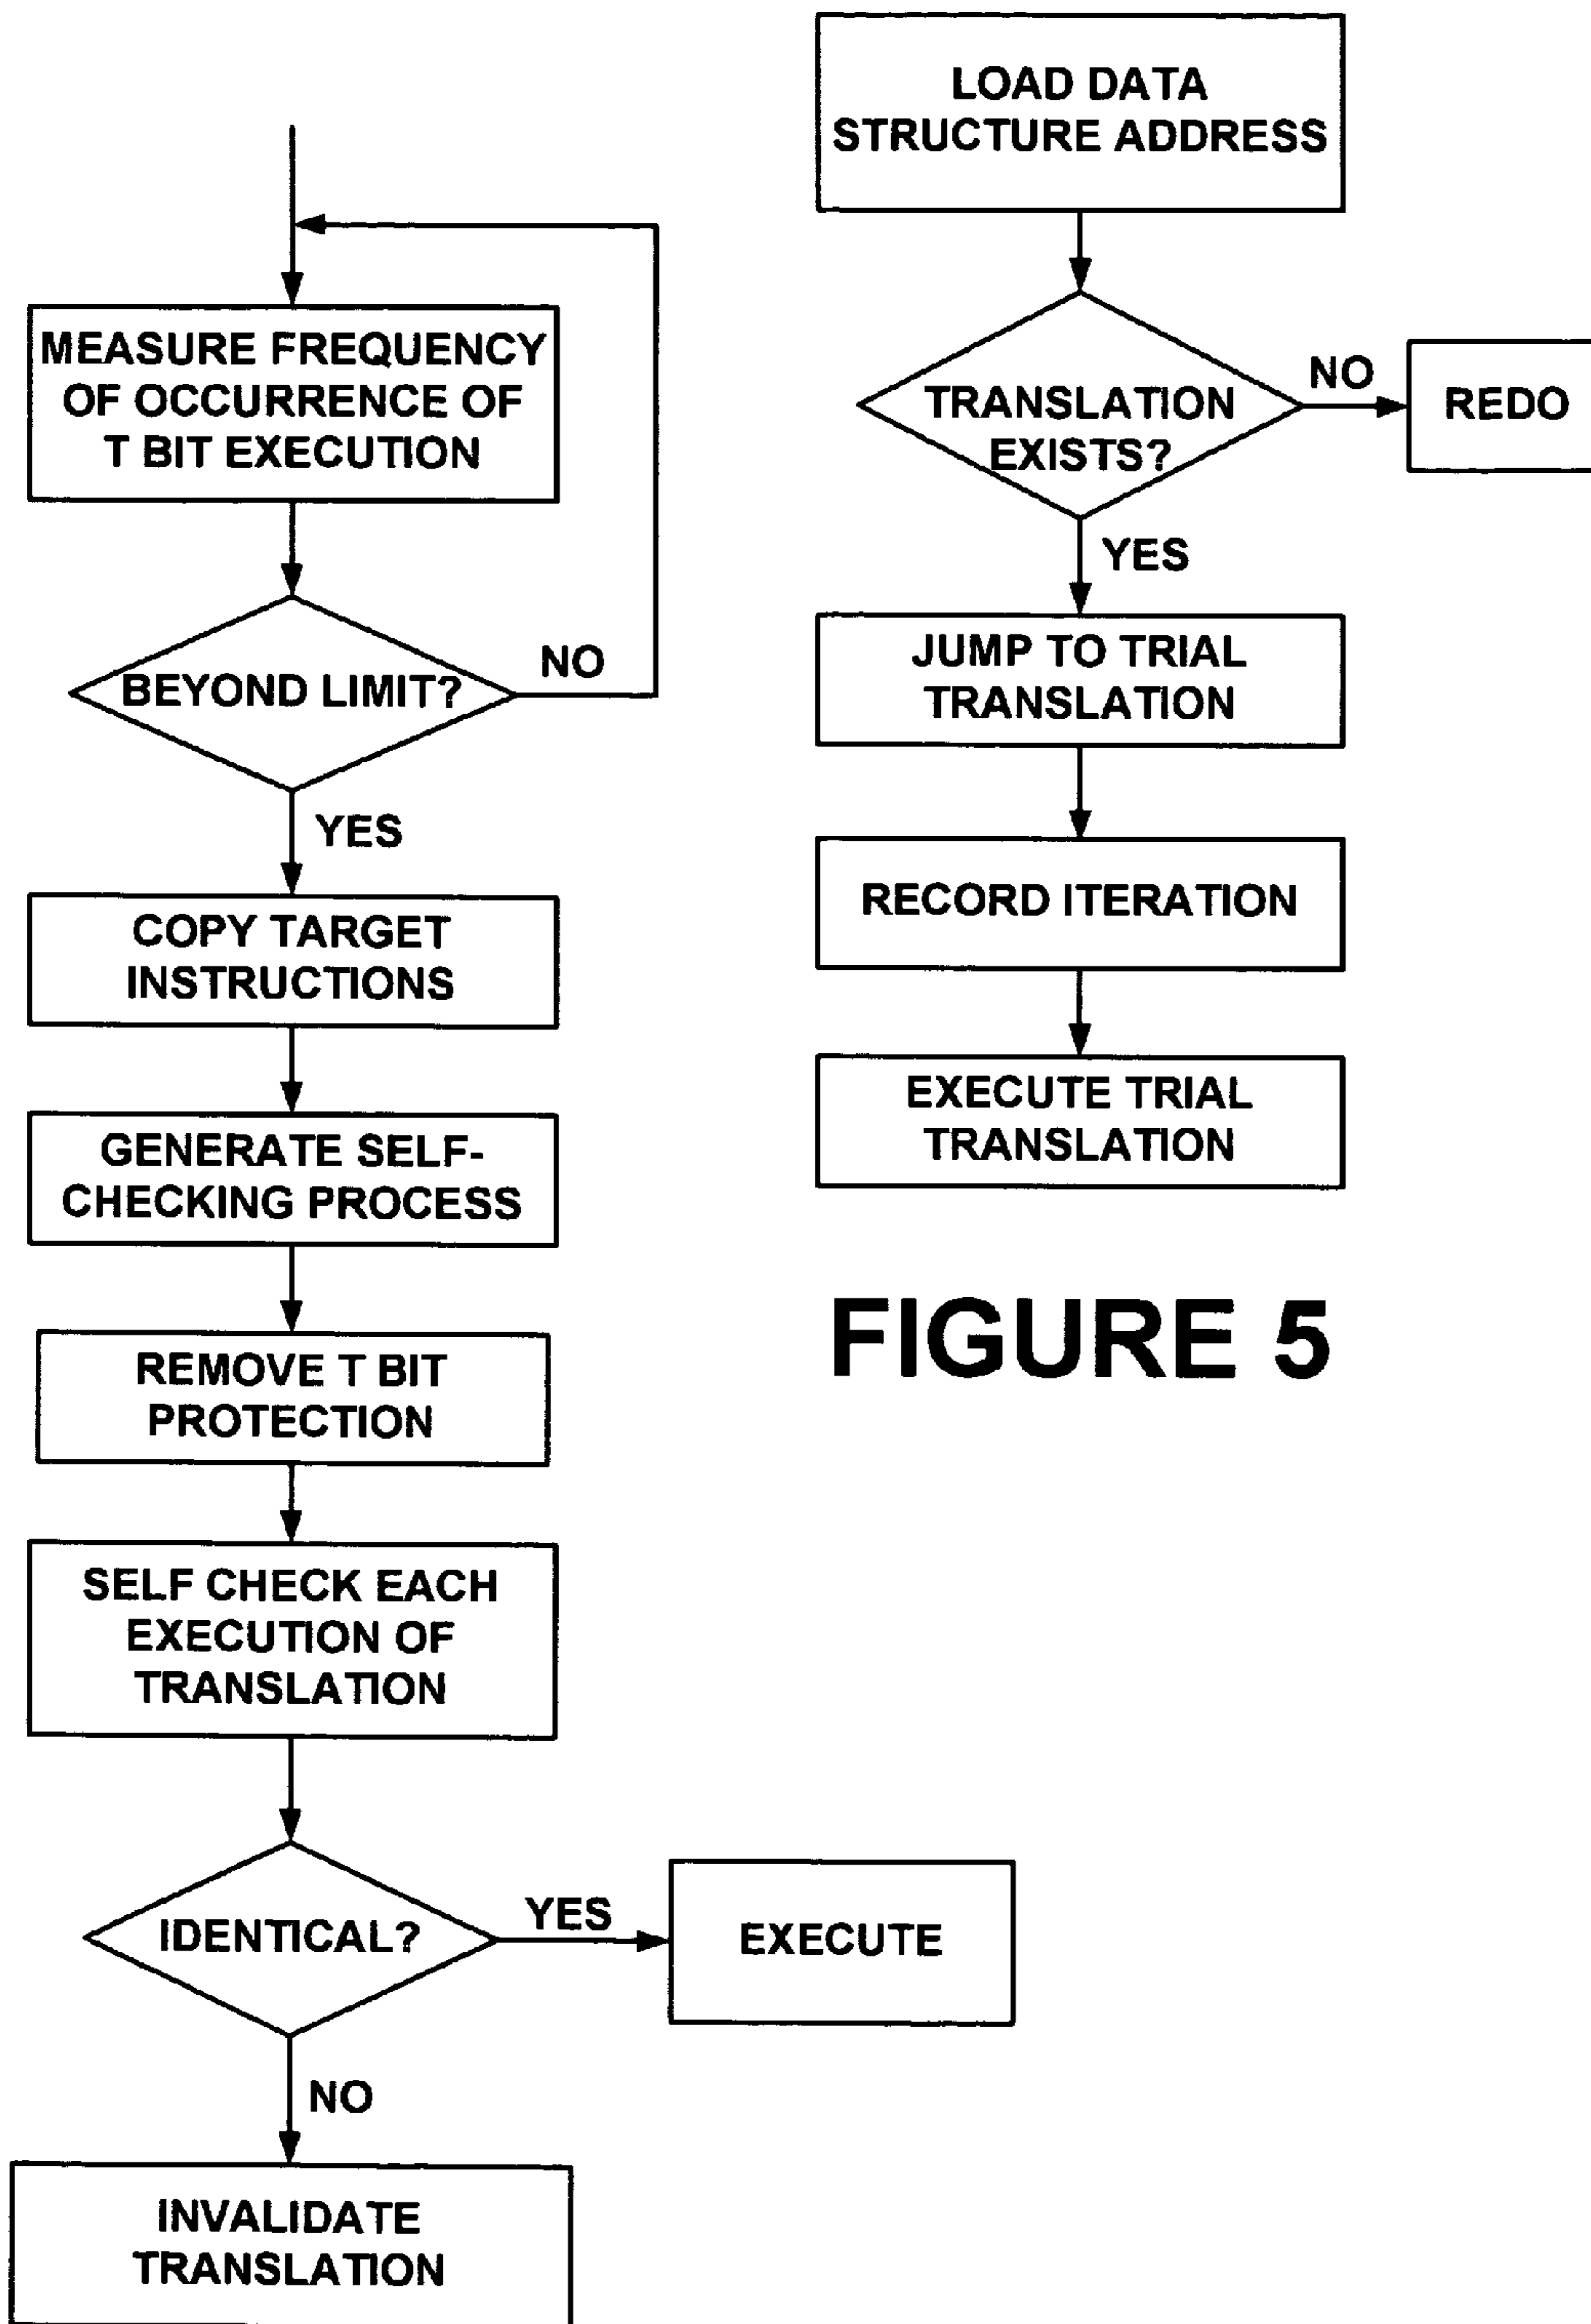 MEASURE FREQUENCY
OF OCCURRENCE OF
T BIT EXECUTION
BEYOND LIMIT?
NO
YES
COPY TARGET
INSTRUCTIONS
GENERATE SELF-
CHECKING PROCESS
REMOVE T BIT
PROTECTION
SELF CHECK EACH
EXECUTION OF
TRANSLATION
IDENTICAL?
YES
EXECUTE
NO
INVALIDATE
TRANSLATION
LOAD DATA
STRUCTURE ADDRESS
TRANSLATION
EXISTS?
NO
REDO
YES
JUMP TO TRIAL
TRANSLATION
RECORD ITERATION
EXECUTE TRIAL
TRANSLATION
FIGURE 5